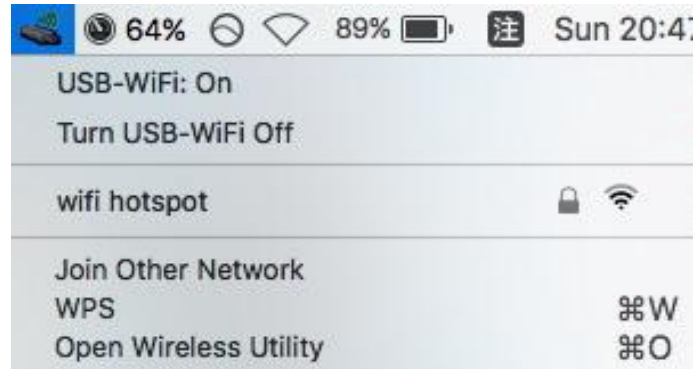 64% 89% 注 Sun 20:47
USB-WiFi: On
Turn USB-WiFi Off
wifi hotspot
Join Other Network
WPS ⌘W
Open Wireless Utility ⌘O